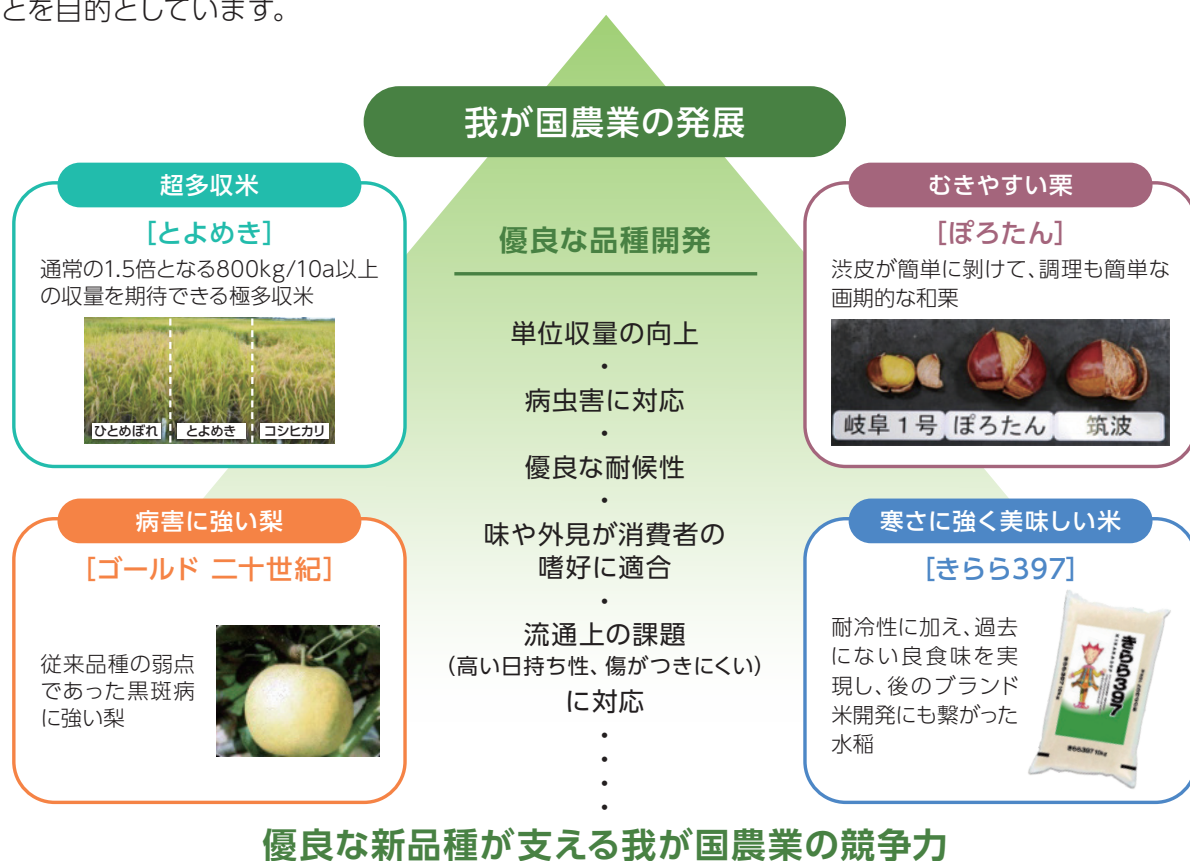 とを目的としています。
我が国農業の発展
超多収米
[とよめき]
通常の1.5倍となる800kg/10a以上
の収量を期待できる極多収米
ひとめぼれ
とよめき
コシヒカリ
むきやすい栗
[ぽろたん]
渋皮が簡単に剝けて、調理も簡単な
画期的な和栗
岐阜1号
ぽろたん
筑波
優良な品種開発
単位収量の向上
・
病虫害に対応
・
優良な耐候性
・
味や外見が消費者の
嗜好に適合
・
流通上の課題
(高い日持ち性、傷がつきにくい)
に対応
・
・
・
・
病害に強い梨
[ゴールド 二十世紀]
従来品種の弱点
であった黒斑病
に強い梨
寒さに強く美味しい米
[きらら397]
耐冷性に加え、過去
にない良食味を実
現し、後のブランド
米開発にも繋がった
水稲
きらら397
きらら397 10kg
優良な新品種が支える我が国農業の競争力